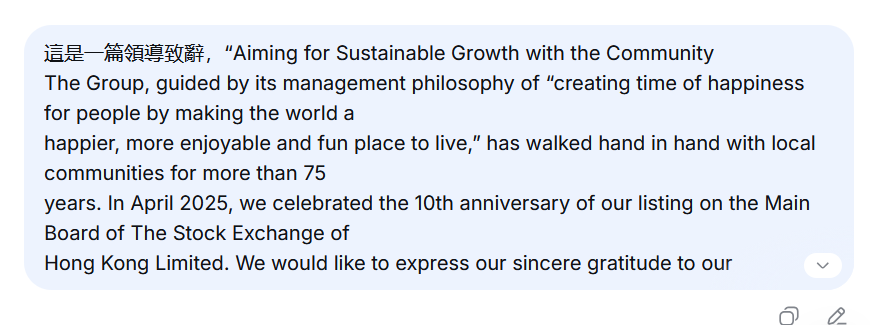 這是一篇領導致辭，“Aiming for Sustainable Growth with the Community
The Group, guided by its management philosophy of “creating time of happiness
for people by making the world a
happier, more enjoyable and fun place to live,” has walked hand in hand with local
communities for more than 75
years. In April 2025, we celebrated the 10th anniversary of our listing on the Main
Board of The Stock Exchange of
Hong Kong Limited. We would like to express our sincere gratitude to our